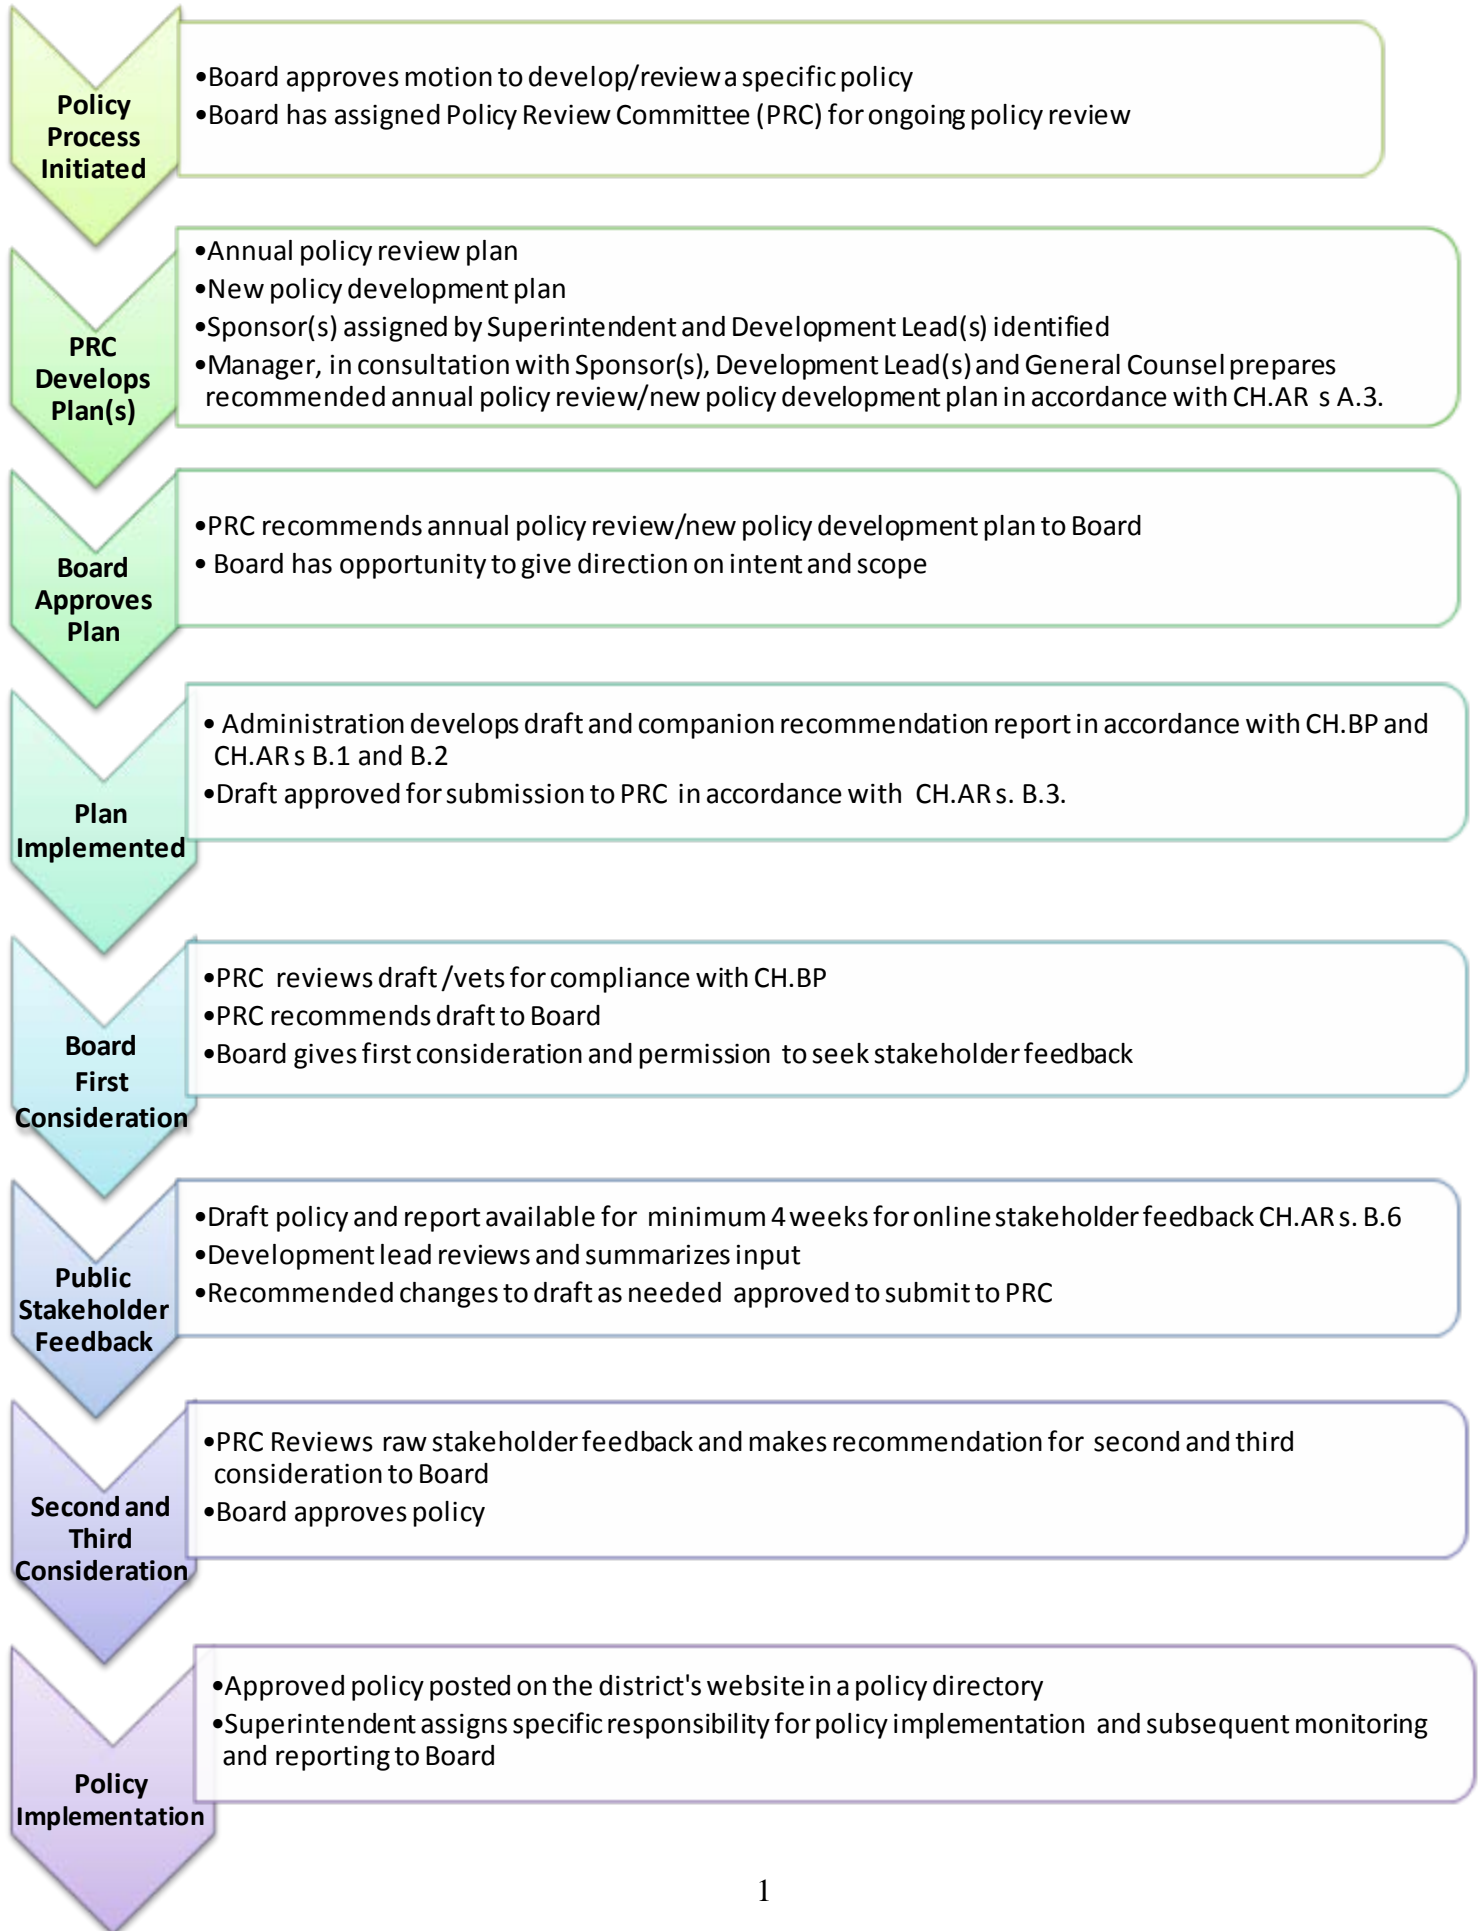 Policy
Process
Initiated
•Board approves motion to develop/review a specific policy
•Board has assigned Policy Review Committee (PRC) for ongoing policy review
PRC
Develops
Plan(s)
•Annual policy review plan
•New policy development plan
•Sponsor(s) assigned by Superintendent and Development Lead(s) identified
•Manager, in consultation with Sponsor(s), Development Lead(s) and General Counsel prepares
recommended annual policy review/new policy development plan in accordance with CH.AR s A.3.
Board
Approves
Plan
•PRC recommends annual policy review/new policy development plan to Board
• Board has opportunity to give direction on intent and scope
Plan
Implemented
• Administration develops draft and companion recommendation report in accordance with CH.BP and
CH.AR s B.1 and B.2
•Draft approved for submission to PRC in accordance with CH.AR s. B.3.
Board
First
Consideration
•PRC reviews draft /vets for compliance with CH.BP
•PRC recommends draft to Board
•Board gives first consideration and permission to seek stakeholder feedback
Public
Stakeholder
Feedback
•Draft policy and report available for minimum 4 weeks for online stakeholder feedback CH.AR s. B.6
•Development lead reviews and summarizes input
•Recommended changes to draft as needed approved to submit to PRC
Second and
Third
Consideration
•PRC Reviews raw stakeholder feedback and makes recommendation for second and third
consideration to Board
•Board approves policy
Policy
Implementation
•Approved policy posted on the district's website in a policy directory
•Superintendent assigns specific responsibility for policy implementation and subsequent monitoring
and reporting to Board
1